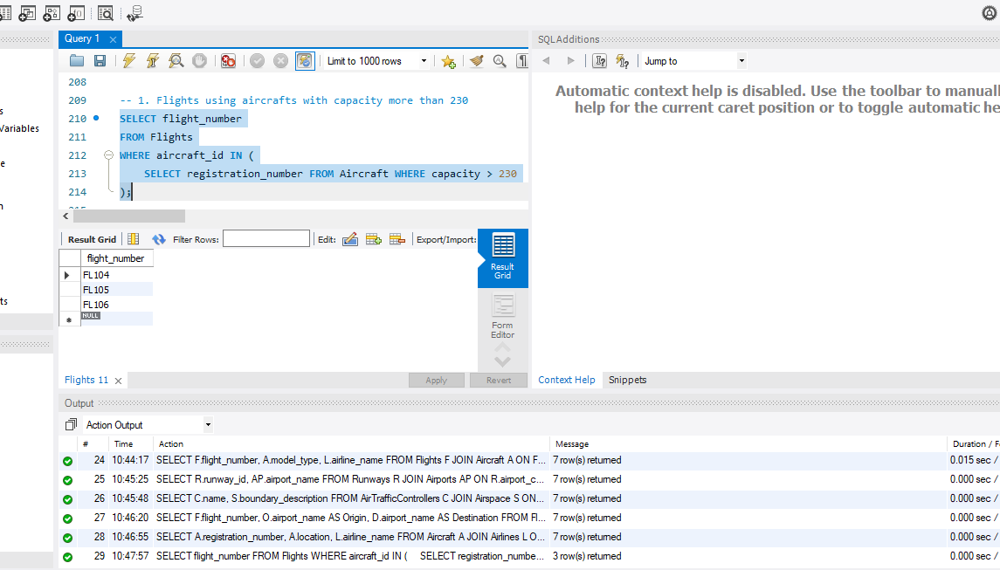 Query 1
SQLAdditions
Limit to 1000 rows
Jump to
208
209 -- 1. Flights using aircrafts with capacity more than 230
210 SELECT flight_number
211 FROM Flights
212 WHERE aircraft_id IN (
213 SELECT registration_number FROM Aircraft WHERE capacity > 230
214 );
Automatic context help is disabled. Use the toolbar to manuall
help for the current caret position or to toggle automatic he
s
Variables
e
n
ts
Result Grid
Filter Rows:
Edit:
Export/Import:
flight_number
FL104
FL105
FL106
NULL
Result
Grid
Form
Editor
Flights 11
Apply
Revert
Context Help
Snippets
Output
Action Output
# Time Action Message Duration / F
24 10:44:17 SELECT F.flight_number, A.model_type, L.airline_name FROM Flights F JOIN Aircraft A ON F... 7 row(s) returned 0.015 sec /
25 10:45:25 SELECT R.runway_id, AP.airport_name FROM Runways R JOIN Airports AP ON R.airport_c... 7 row(s) returned 0.000 sec /
26 10:45:48 SELECT C.name, S.boundary_description FROM AirTrafficControllers C JOIN Airspace S ON... 7 row(s) returned 0.000 sec /
27 10:46:20 SELECT F.flight_number, O.airport_name AS Origin, D.airport_name AS Destination FROM Fl... 7 row(s) returned 0.000 sec /
28 10:46:55 SELECT A.registration_number, A.location, L.airline_name FROM Aircraft A JOIN Airlines L O... 7 row(s) returned 0.000 sec /
29 10:47:57 SELECT flight_number FROM Flights WHERE aircraft_id IN ( SELECT registration_numbe... 3 row(s) returned 0.000 sec /